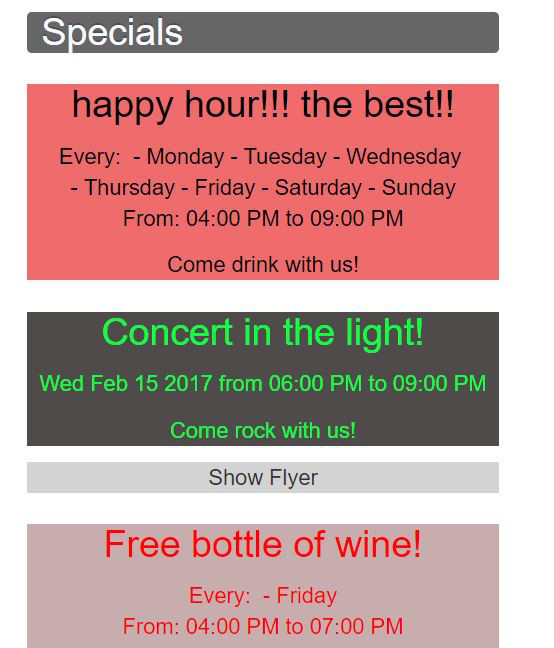 Specials
happy hour!!! the best!!
Every:  - Monday - Tuesday - Wednesday
- Thursday - Friday - Saturday - Sunday
From: 04:00 PM to 09:00 PM
Come drink with us!
Concert in the light!
Wed Feb 15 2017 from 06:00 PM to 09:00 PM
Come rock with us!
Show Flyer
Free bottle of wine!
Every:  - Friday
From: 04:00 PM to 07:00 PM